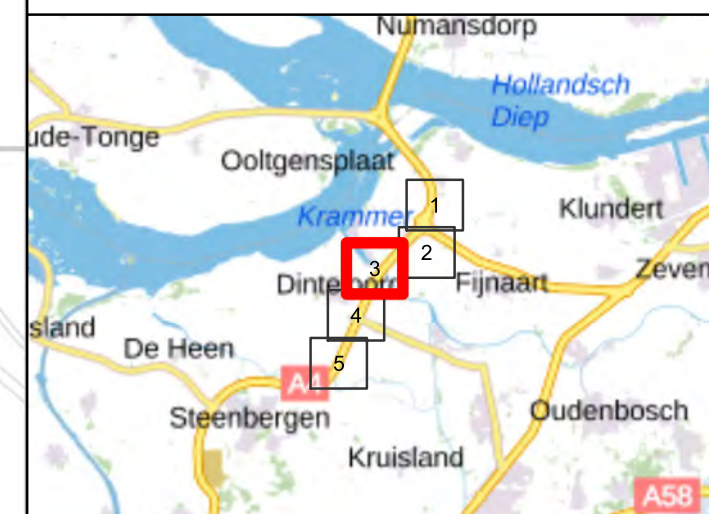 Numansdorp
Hollandsch
Diep
ude-Tonge
Ooltgensplaat
1
Klundert
Krammer
2
3
Zeven
Dinteloord
Fijnaart
4
sland
De Heen
5
A4
Steenbergen
Oudenbosch
Kruisland
A58